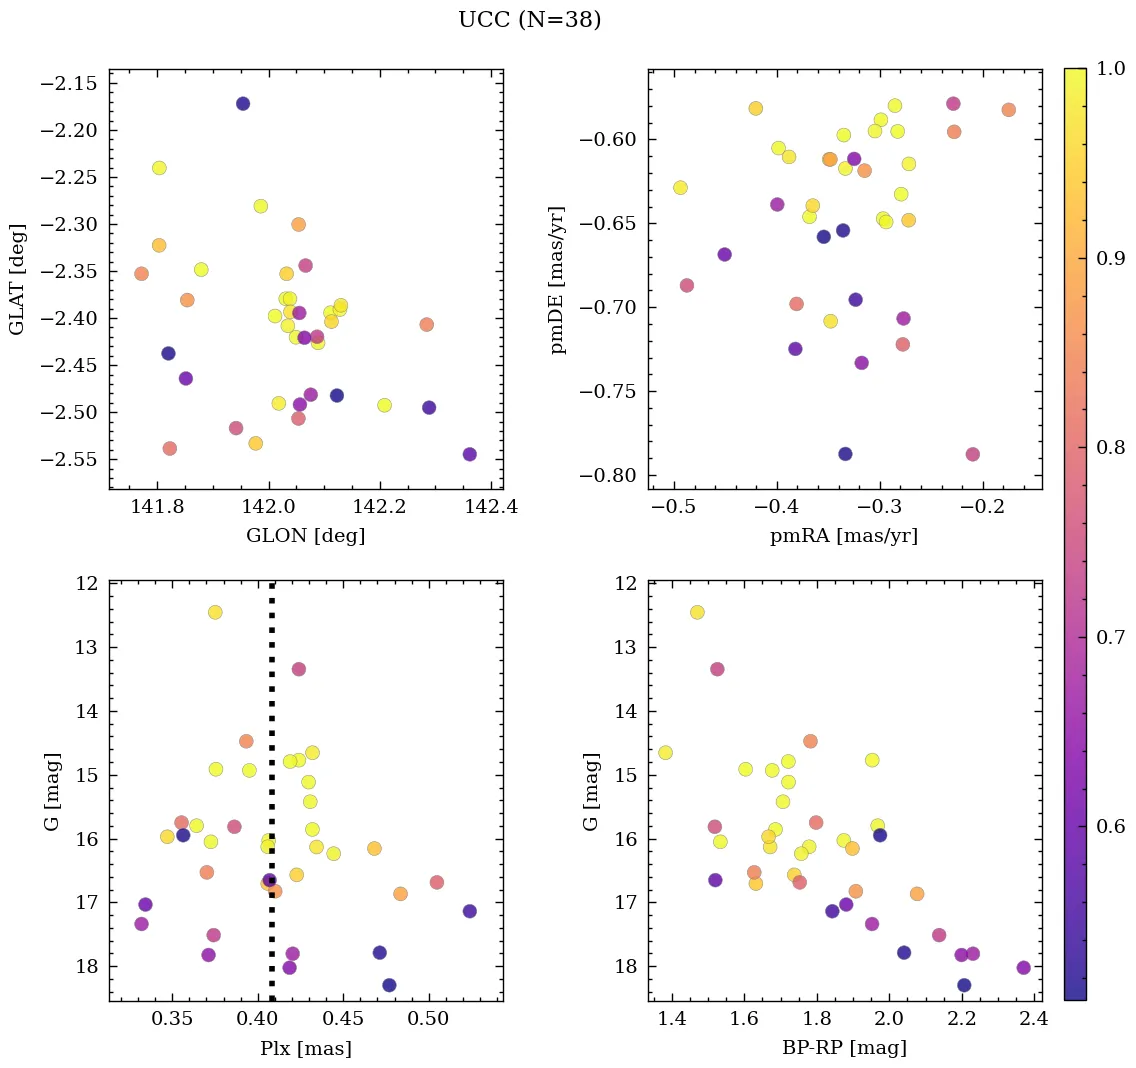 UCC (N=38)
−2.15
−2.20
−2.25
−2.30
−2.35
−2.40
−2.45
−2.50
−2.55
GLAT [deg]
141.8 142.0 142.2 142.4
GLON [deg]
−0.60
−0.65
−0.70
−0.75
−0.80
pmDE [mas/yr]
−0.5 −0.4 −0.3 −0.2
pmRA [mas/yr]
12
13
14
15
16
17
18
G [mag]
0.35 0.40 0.45 0.50
Plx [mas]
12
13
14
15
16
17
18
G [mag]
1.4 1.6 1.8 2.0 2.2 2.4
BP-RP [mag]
1.0
0.9
0.8
0.7
0.6